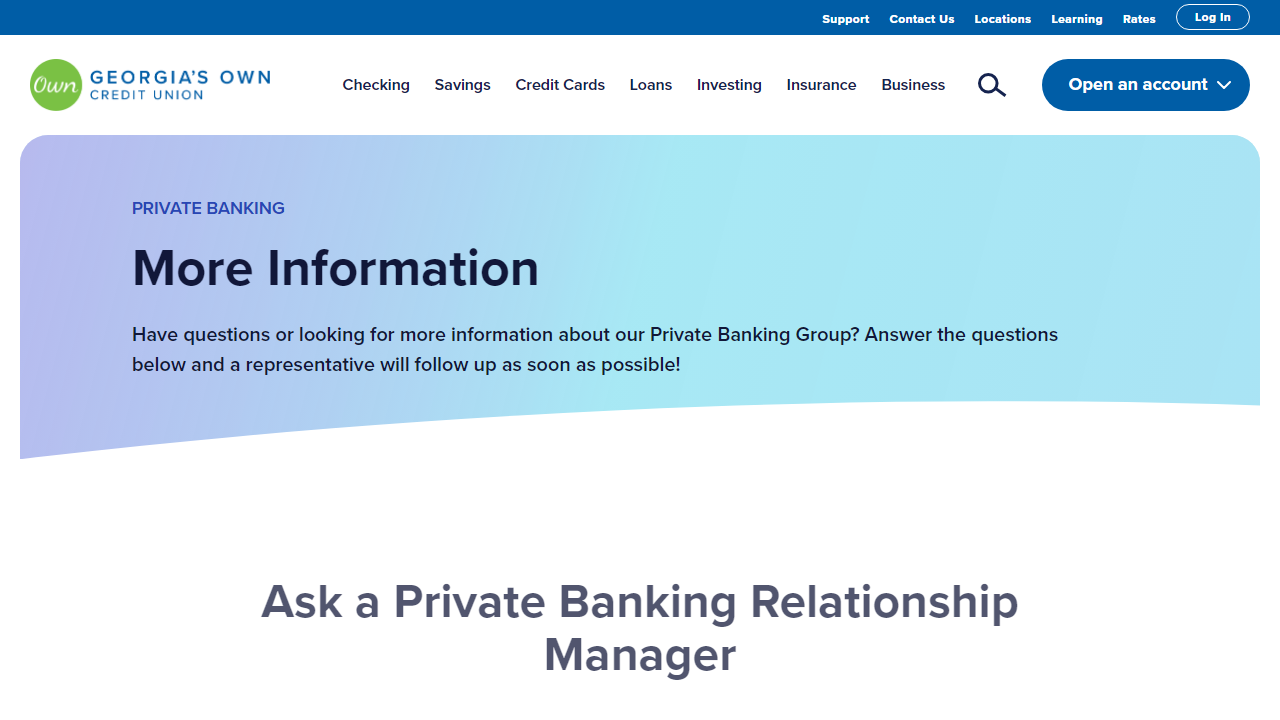 Support Contact Us Locations Learning Rates Log In
Own GEORGIA'S OWN
CREDIT UNION
Checking Savings Credit Cards Loans Investing Insurance Business Open an account
PRIVATE BANKING
More Information
Have questions or looking for more information about our Private Banking Group? Answer the questions
below and a representative will follow up as soon as possible!
Ask a Private Banking Relationship
Manager